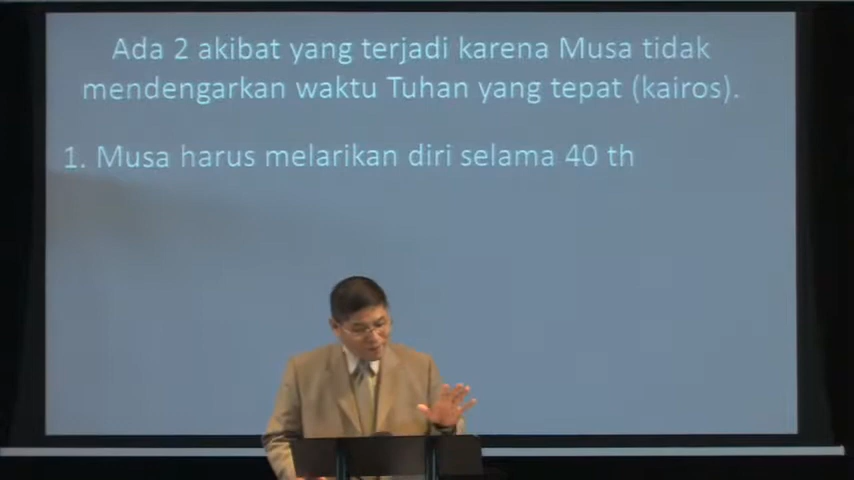 Ada 2 akibat yang terjadi karena Musa tidak
mendengarkan waktu Tuhan yang tepat (kairos).
1. Musa harus melarikan diri selama 40 th